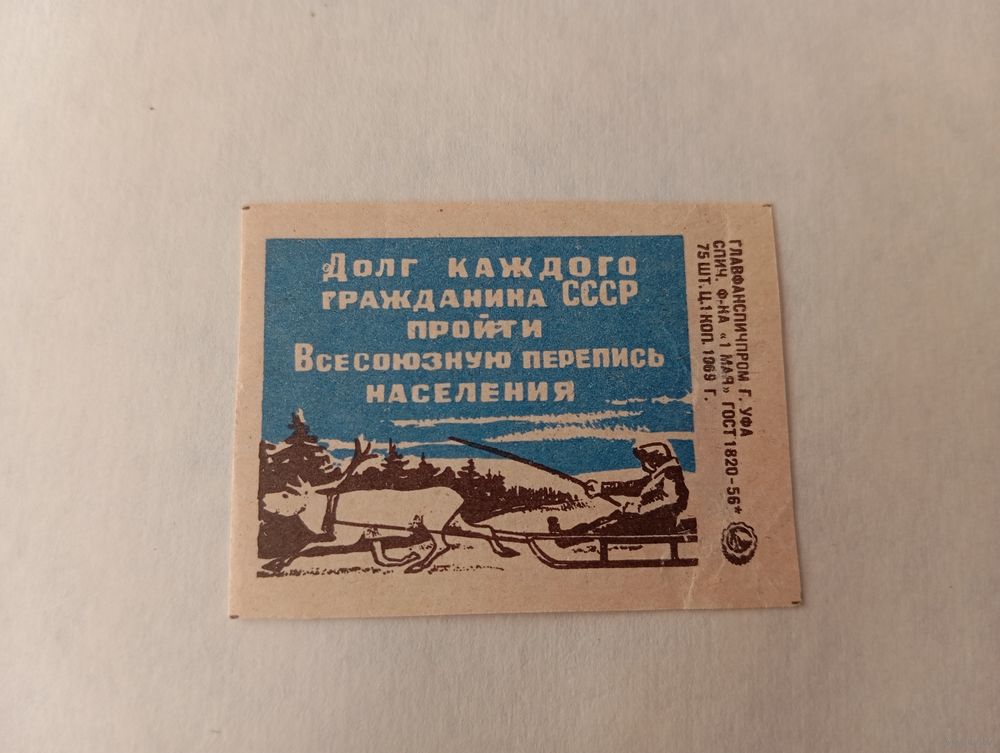 Долг каждого
гражданина СССР
пройти
Всесоюзную перепись
населения
ГЛАВФАНСПИЧПРОМ Г. УФА
СПИЧ. Ф-КА «1 МАЯ» ГОСТ 1820-56*
75 ШТ. Ц. 1 КОП. 1969 Г.